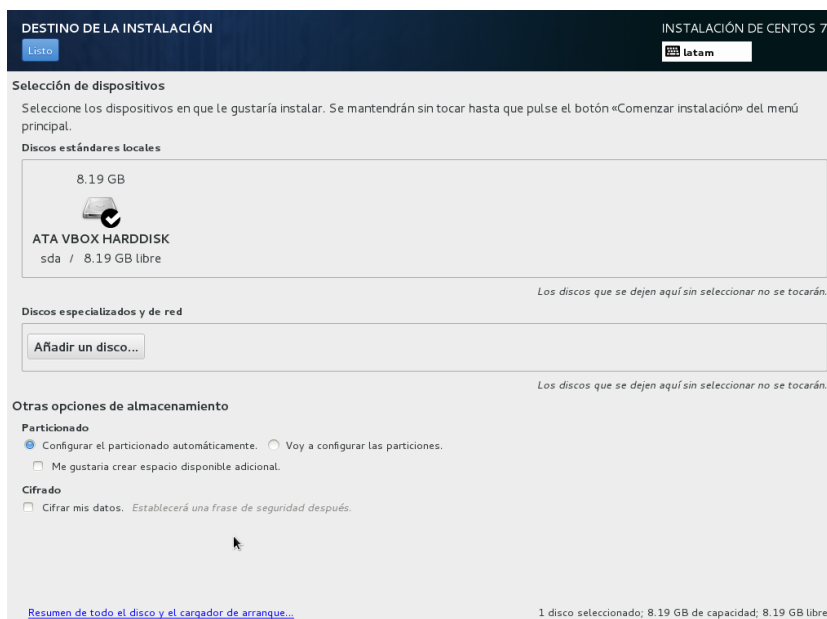 DESTINO DE LA INSTALACIÓN
INSTALACIÓN DE CENTOS 7
Listo
latam
Selección de dispositivos
Seleccione los dispositivos en que le gustaría instalar. Se mantendrán sin tocar hasta que pulse el botón «Comenzar instalación» del menú
principal.
Discos estándares locales
8.19 GB
ATA VBOX HARDDISK
sda / 8.19 GB libre
Los discos que se dejen aquí sin seleccionar no se tocarán.
Discos especializados y de red
Añadir un disco...
Los discos que se dejen aquí sin seleccionar no se tocarán.
Otras opciones de almacenamiento
Particionado
Configurar el particionado automáticamente. Voy a configurar las particiones.
Me gustaria crear espacio disponible adicional.
Cifrado
Cifrar mis datos. Establecerá una frase de seguridad después.
Resumen de todo el disco y el cargador de arranque...
1 disco seleccionado; 8.19 GB de capacidad; 8.19 GB libre